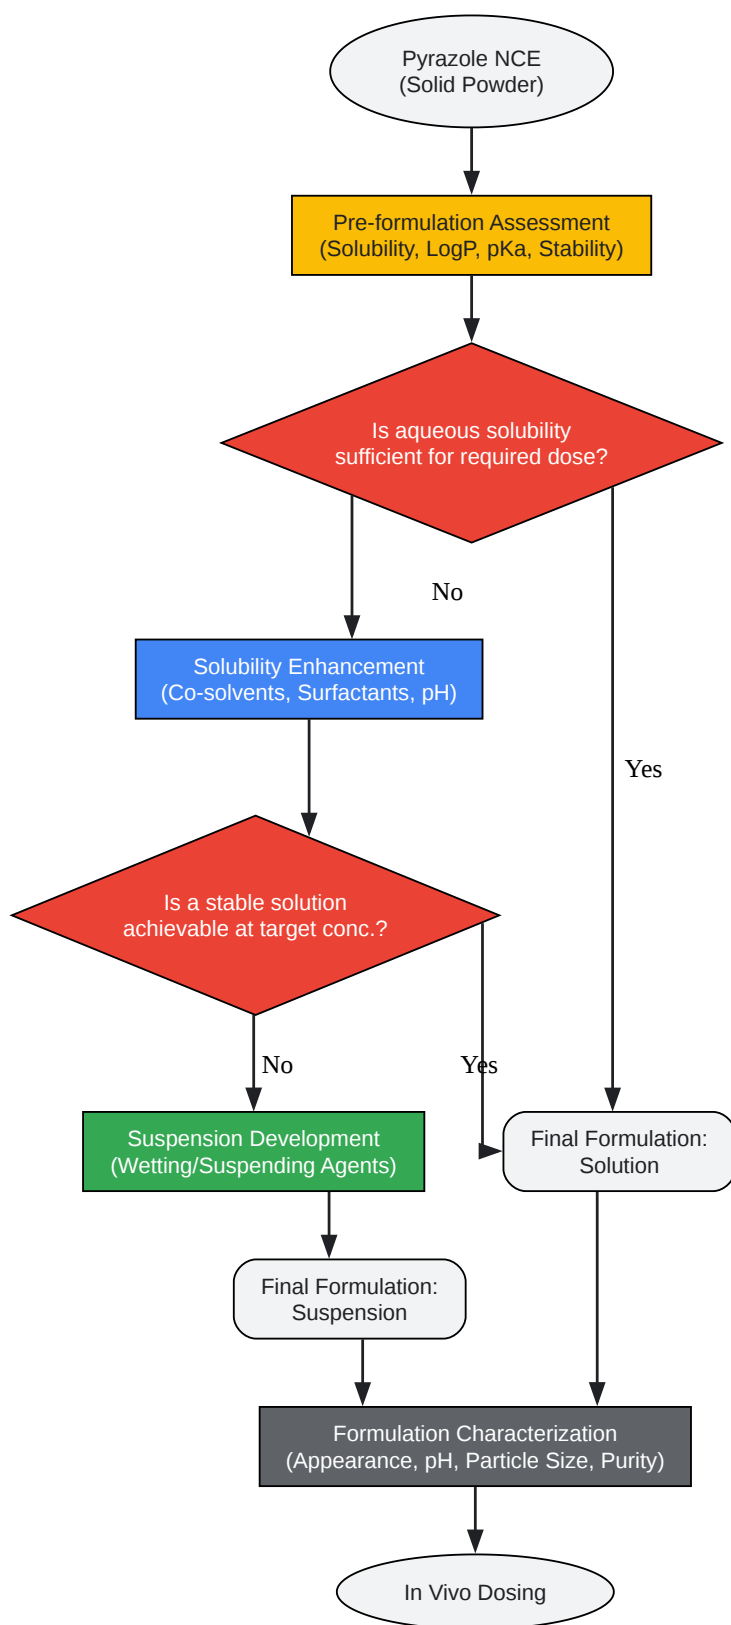 Pyrazole NCE
(Solid Powder)
Pre-formulation Assessment
(Solubility, LogP, pKa, Stability)
Is aqueous solubility
sufficient for required dose?
No
Solubility Enhancement
(Co-solvents, Surfactants, pH)
Yes
Is a stable solution
achievable at target conc.?
No
Yes
Suspension Development
(Wetting/Suspending Agents)
Final Formulation:
Solution
Final Formulation:
Suspension
Formulation Characterization
(Appearance, pH, Particle Size, Purity)
In Vivo Dosing